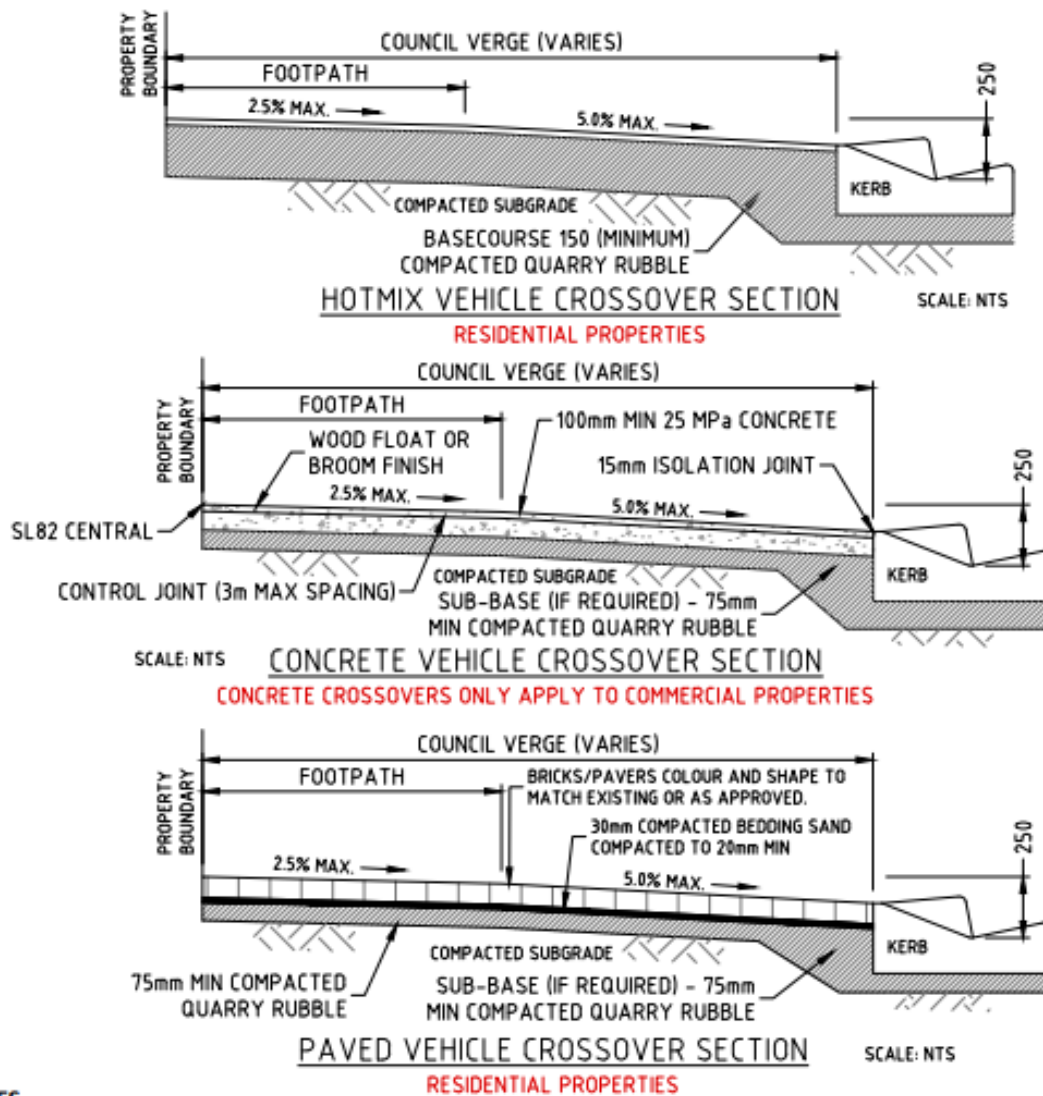 PROPERTY
BOUNDARY
COUNCIL VERGE (VARIES)
FOOTPATH
2.5% MAX.
5.0% MAX.
250
KERB
COMPACTED SUBGRADE
BASECOURSE 150 (MINIMUM)
COMPACTED QUARRY RUBBLE
HOTMIX VEHICLE CROSSOVER SECTION
SCALE: NTS
RESIDENTIAL PROPERTIES
COUNCIL VERGE (VARIES)
PROPERTY
BOUNDARY
FOOTPATH
100mm MIN 25 MPa CONCRETE
WOOD FLOAT OR
BROOM FINISH
15mm ISOLATION JOINT
250
2.5% MAX.
5.0% MAX.
SL82 CENTRAL
KERB
CONTROL JOINT (3m MAX SPACING)
COMPACTED SUBGRADE
SUB-BASE (IF REQUIRED) - 75mm
MIN COMPACTED QUARRY RUBBLE
SCALE: NTS
CONCRETE VEHICLE CROSSOVER SECTION
CONCRETE CROSSOVERS ONLY APPLY TO COMMERCIAL PROPERTIES
COUNCIL VERGE (VARIES)
PROPERTY
BOUNDARY
FOOTPATH
BRICKS/PAVERS COLOUR AND SHAPE TO
MATCH EXISTING OR AS APPROVED.
30mm COMPACTED BEDDING SAND
COMPACTED TO 20mm MIN
250
2.5% MAX.
5.0% MAX.
KERB
COMPACTED SUBGRADE
75mm MIN COMPACTED
QUARRY RUBBLE
SUB-BASE (IF REQUIRED) - 75mm
MIN COMPACTED QUARRY RUBBLE
PAVED VEHICLE CROSSOVER SECTION
SCALE: NTS
RESIDENTIAL PROPERTIES